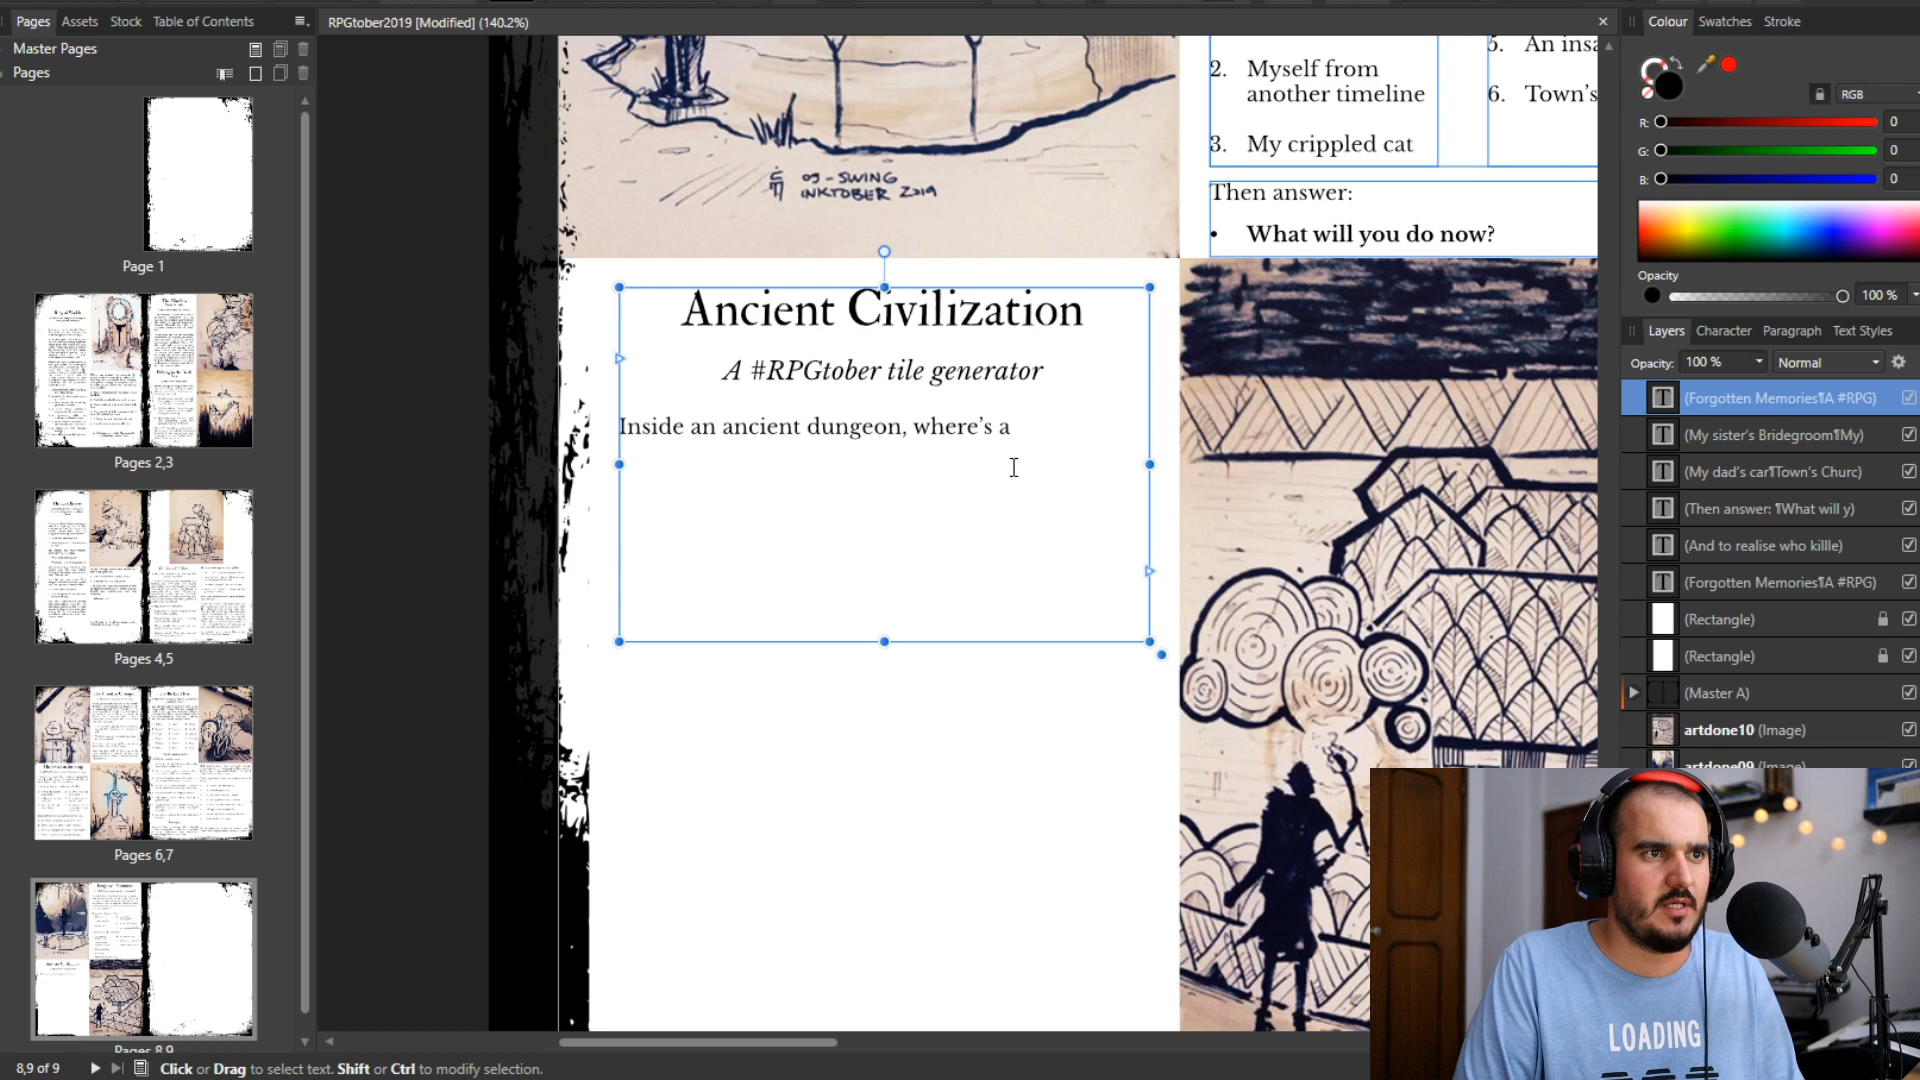 Pages Assets Stock Table of Contents
RPGtober2019 [Modified] (140.2%)
Colour Swatches Stroke
Master Pages
Pages
Page 1
Pages 2,3
Pages 4,5
Pages 6,7
Pages 8,9
09 - SWING
INKTOBER 2019
2. Myself from
another timeline
3. My crippled cat
5. An insa
6. Town's
Then answer:
• What will you do now?
Ancient Civilization
A #RPGtober tile generator
Inside an ancient dungeon, where's a
RGB
R: 0
G: 0
B: 0
Opacity
100 %
Layers Character Paragraph Text Styles
Opacity: 100 % Normal
(Forgotten Memories¶A #RPG)
(My sister's Bridegroom¶My)
(My dad's car¶Town's Churc)
(Then answer: ¶What will y)
(And to realise who killle)
(Forgotten Memories¶A #RPG)
(Rectangle)
(Rectangle)
(Master A)
artdone10 (Image)
artdone09 (Image)
LOADING
8,9 of 9
Click or Drag to select text. Shift or Ctrl to modify selection.